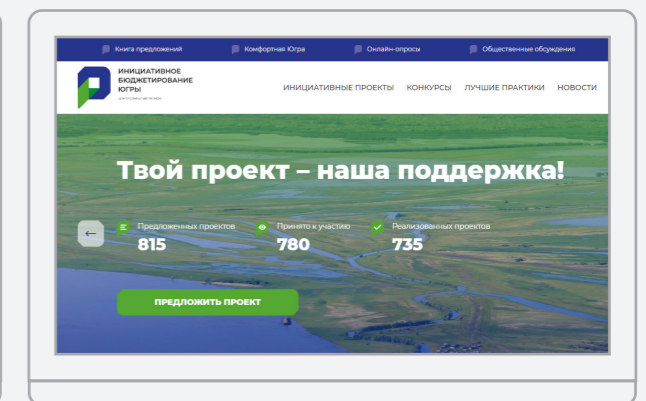 Книга предложений
Комфортная Югра
Онлайн-опросы
Общественные обсуждения
ИНИЦИАТИВНОЕ
БЮДЖЕТИРОВАНИЕ
ЮГРЫ
ИНИЦИАТИВНЫЕ ПРОЕКТЫ
КОНКУРСЫ
ЛУЧШИЕ ПРАКТИКИ
НОВОСТИ
Твой проект – наша поддержка!
Предложенных проектов
Принято к участию
Реализованных проектов
815
780
735
ПРЕДЛОЖИТЬ ПРОЕКТ